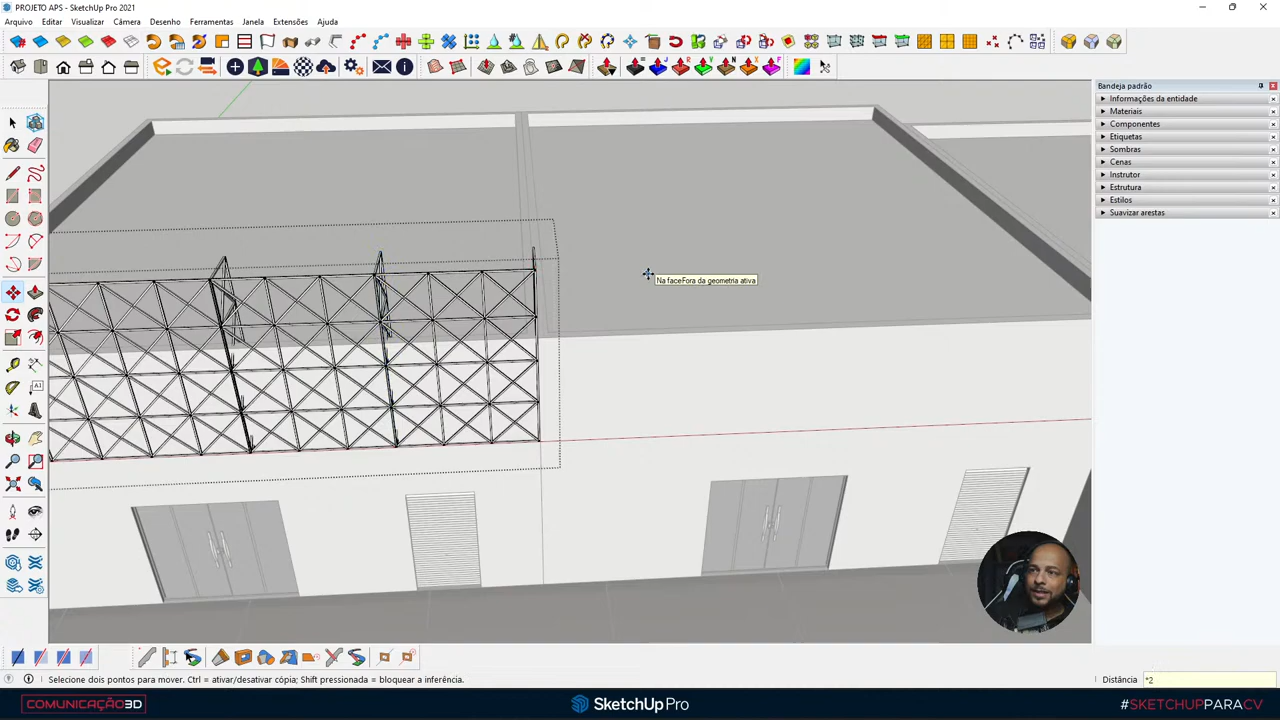 PROJETO APS - SketchUp Pro 2021
Arquivo Editar Visualizar Câmera Desenho Ferramentas Janela Extensões Ajuda
Bandeja padrão
Informações da entidade
Materiais
Componentes
Etiquetas
Sombras
Cenas
Instrutor
Estrutura
Estilos
Suavizar arestas
Na faceFora da geometria ativa
Selecione dois pontos para mover. Ctrl = ativar/desativar cópia; Shift pressionada = bloquear a inferência.
Distância *2
COMUNICAÇÃO3D
SketchUp Pro
#SKETCHUPPARACV